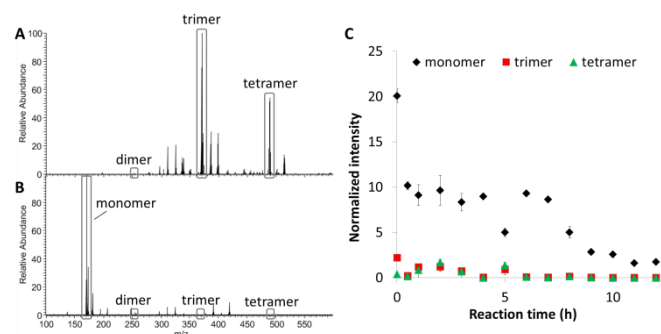 A
trimer
tetramer
dimer
Relative Abundance
100
80
60
40
20
0
B
monomer
dimer
trimer
tetramer
Relative Abundance
80
60
40
20
0
100 150 200 250 300 350 400 450 500 550
m/z
C
monomer trimer tetramer
Normalized intensity
25
20
15
10
5
0
0 5 10
Reaction time (h)